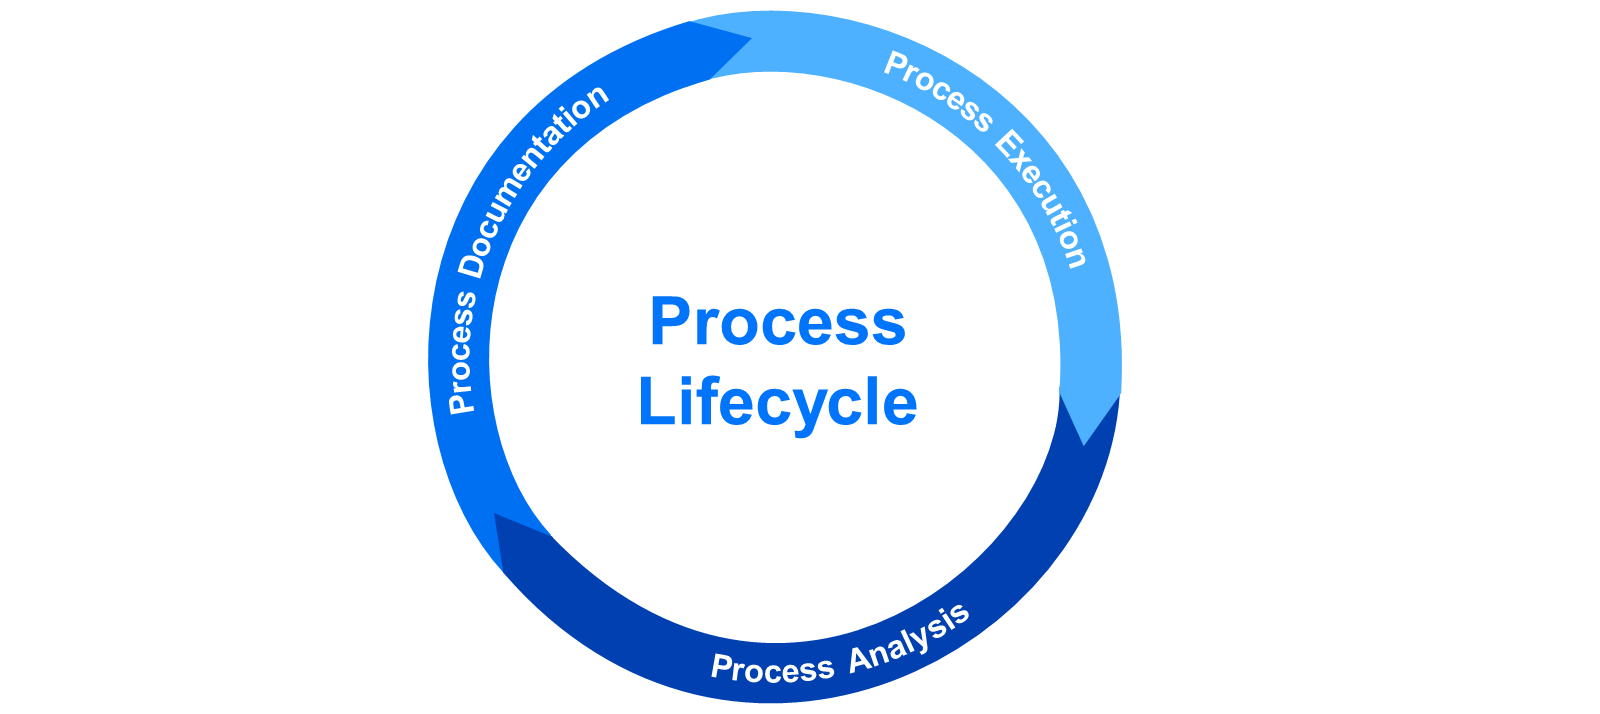 Process Execution
Process Documentation
Process
Lifecycle
Process Analysis